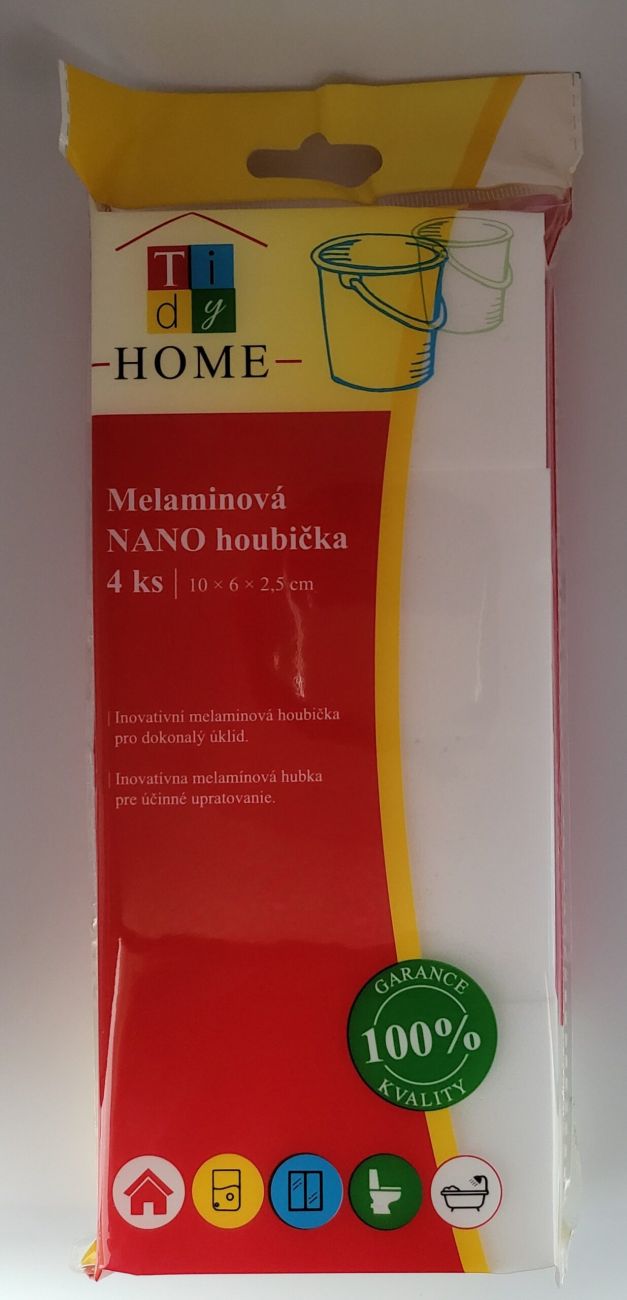 Tidy
HOME
Melaminová
NANO houbička
4 ks | 10 × 6 × 2,5 cm
Inovativní melaminová houbička
pro dokonalý úklid.
Inovatívna melamínová hubka
pre účinné upratovanie.
GARANCE
100%
KVALITY